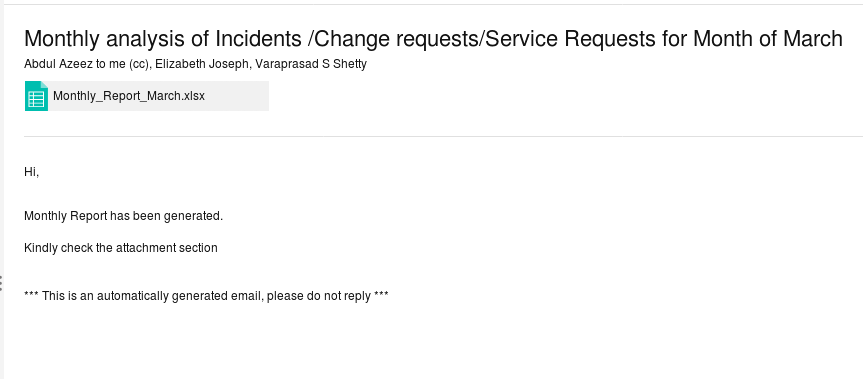 Monthly analysis of Incidents /Change requests/Service Requests for Month of March
Abdul Azeez to me (cc), Elizabeth Joseph, Varaprasad S Shetty
Monthly_Report_March.xlsx
Hi,
Monthly Report has been generated.
Kindly check the attachment section
*** This is an automatically generated email, please do not reply ***